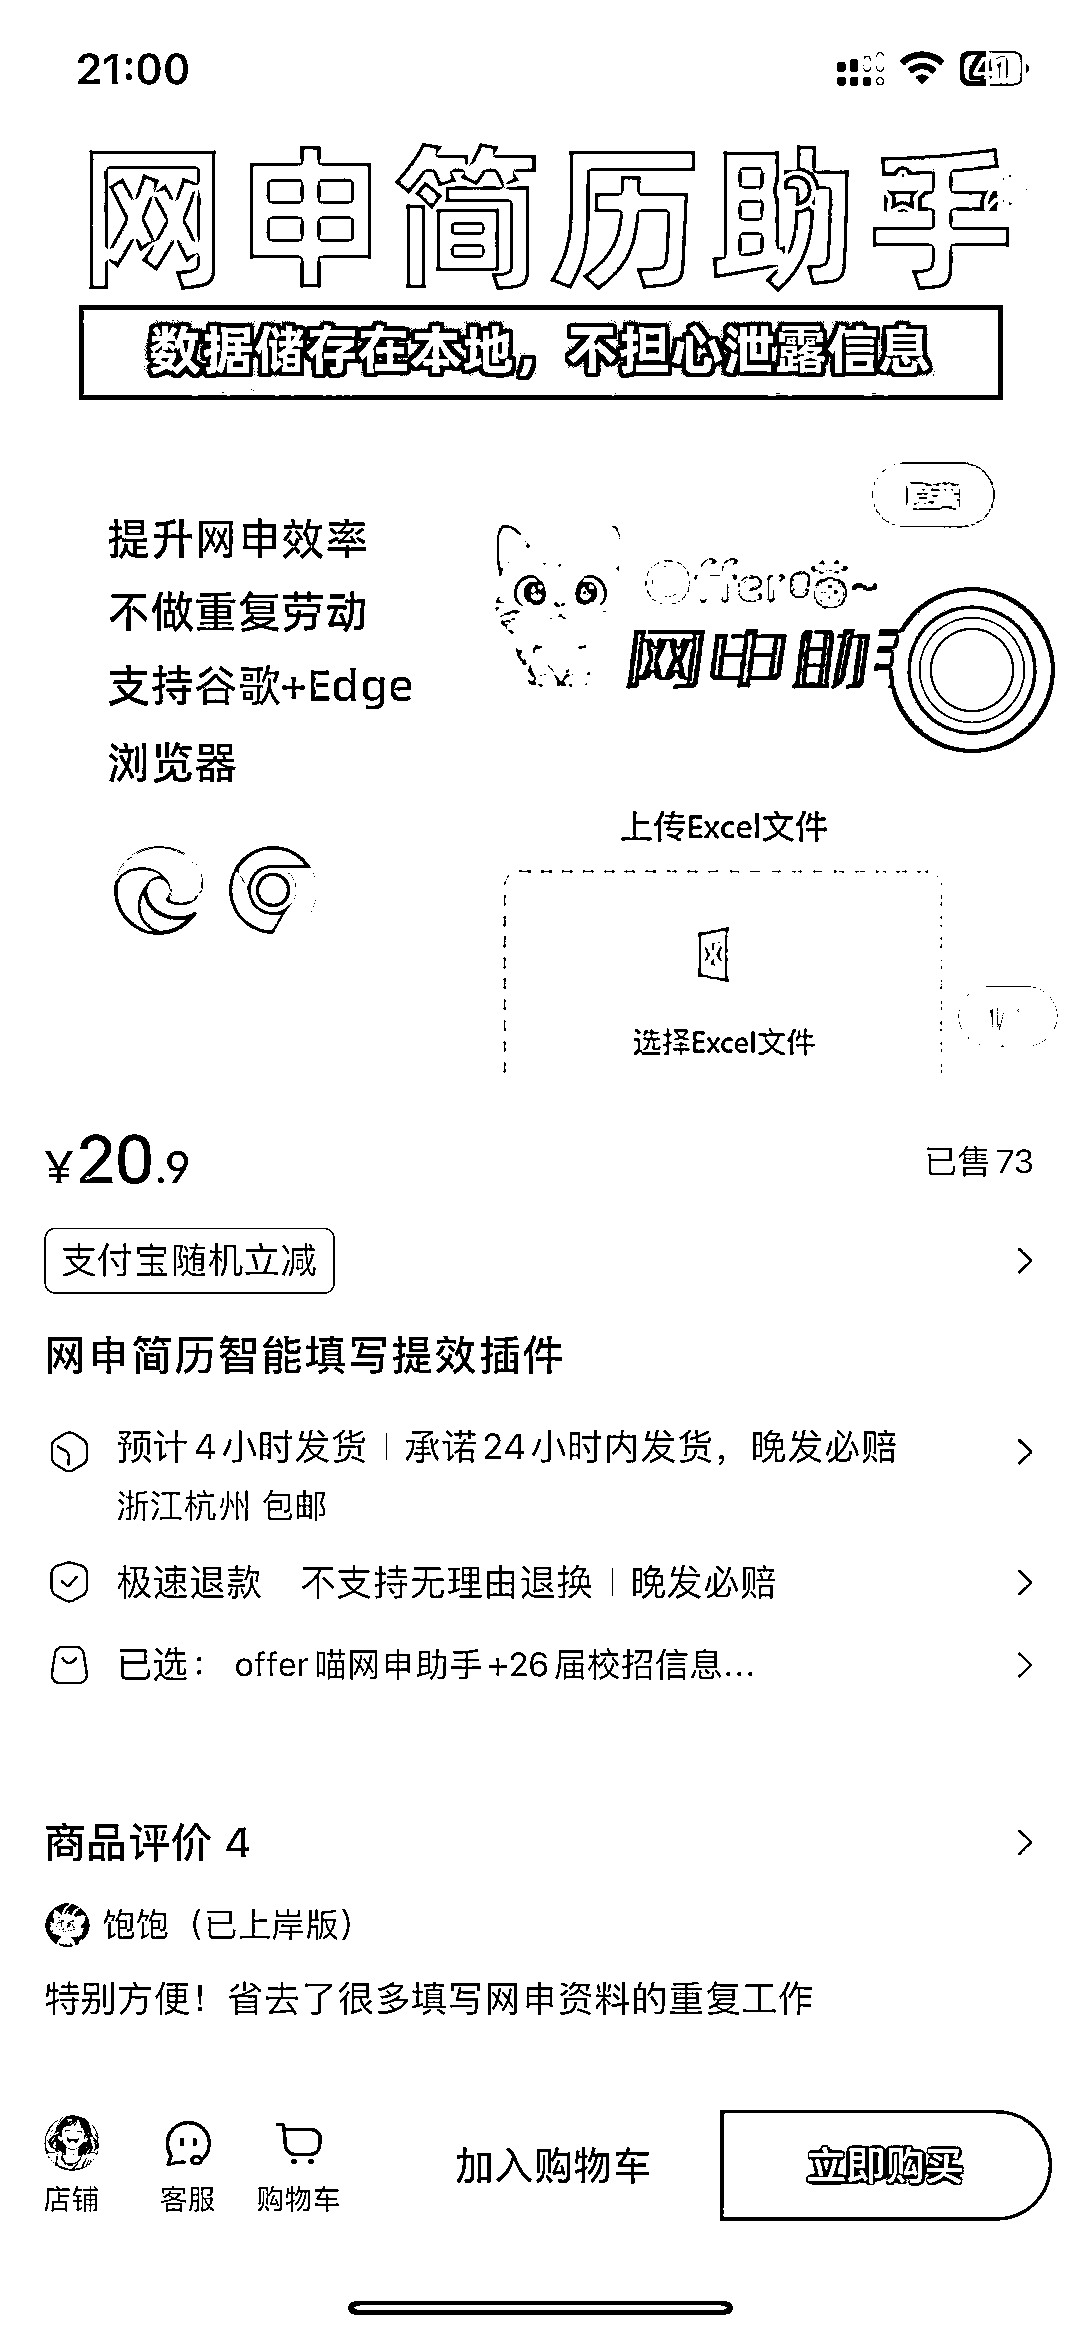 21:00
41
网申简历助手
数据储存在本地，不担心泄露信息
提升网申效率
不做重复劳动
支持谷歌+Edge
浏览器
Offer
网申助手
上传Excel文件
选择Excel文件
¥20.9
已售73
支付宝随机立减
网申简历智能填写提效插件
预计4小时发货 | 承诺24小时内发货，晚发必赔
浙江杭州 包邮
极速退款 不支持无理由退换 | 晚发必赔
已选： offer喵网申助手+26届校招信息...
商品评价 4
饱饱（已上岸版）
特别方便！省去了很多填写网申资料的重复工作
店铺
客服
购物车
加入购物车
立即购买